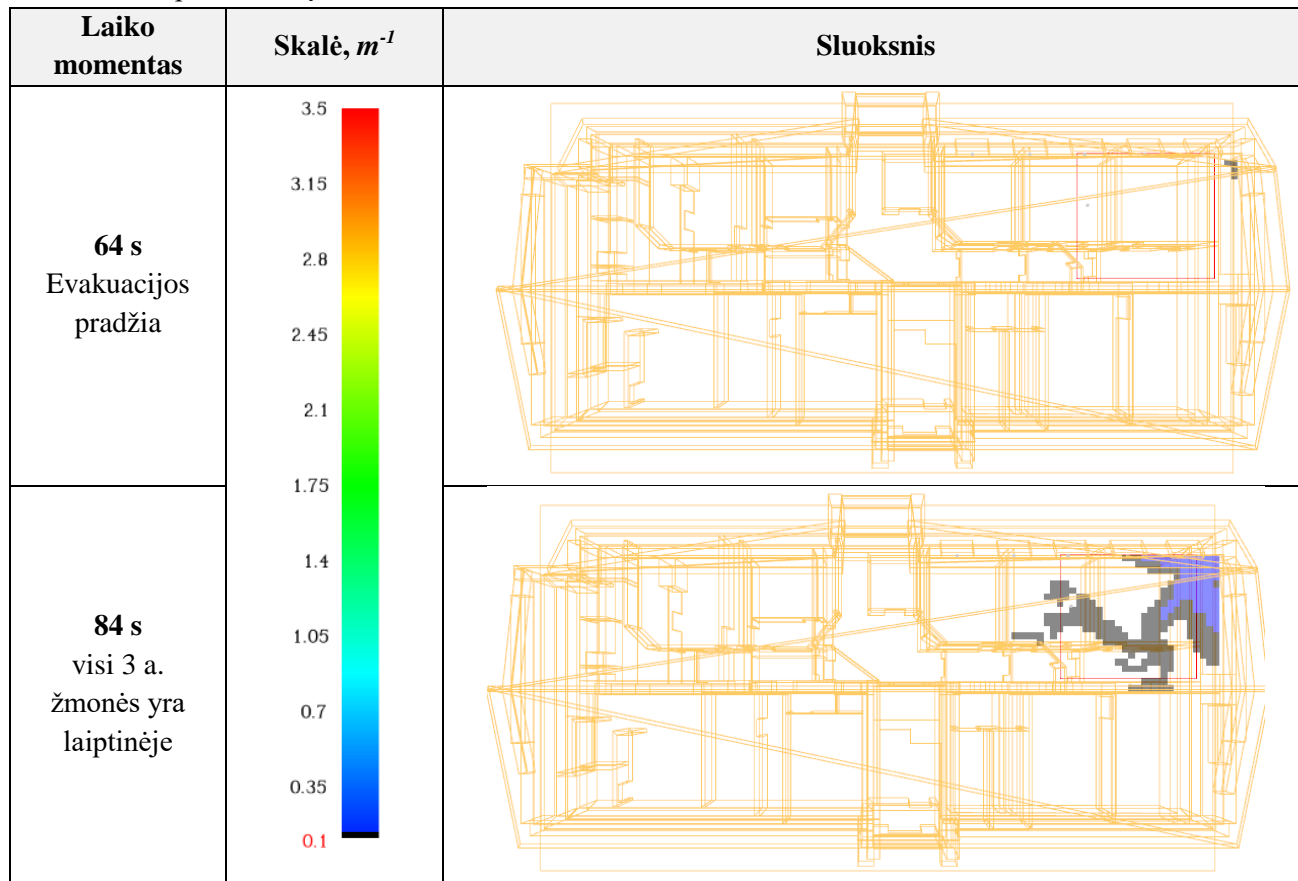 Laiko
momentas
Skalė, m⁻¹
Sluoksnis
64 s
Evakuacijos
pradžia
3.5
3.15
2.8
2.45
2.1
1.75
1.4
1.05
0.7
0.35
0.1
84 s
visi 3 a.
žmonės yra
laiptinėje